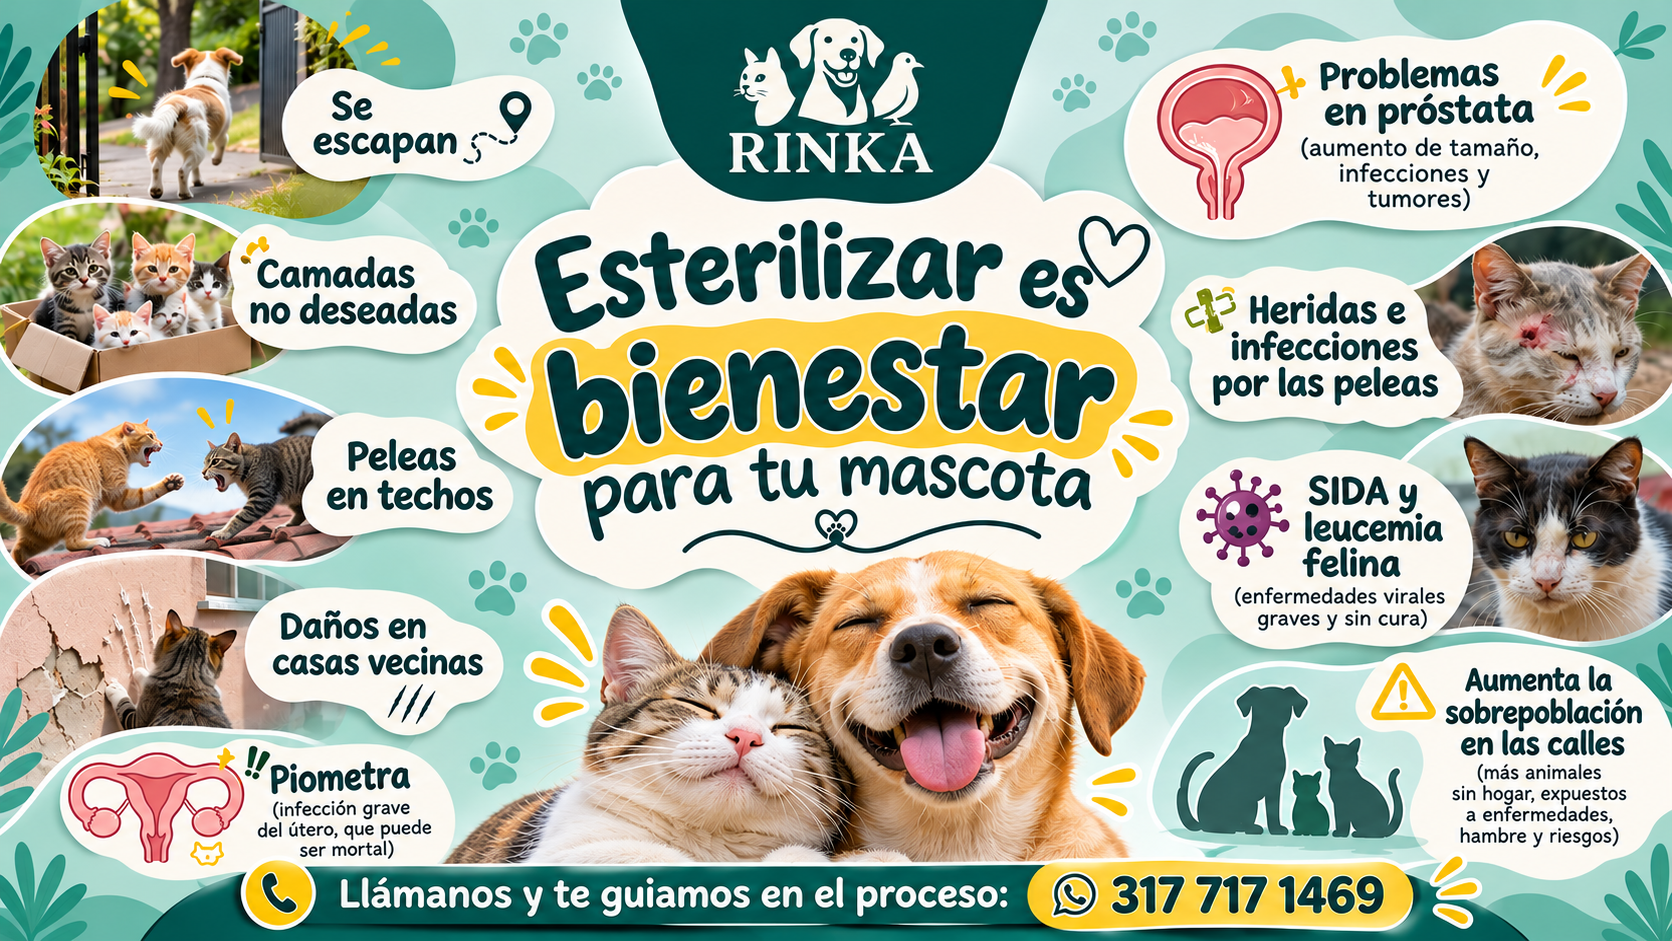 RINKA
Esterilizar es
bienestar
para tu mascota
Se
escapan
Camadas
no deseadas
Peleas
en techos
Daños en
casas vecinas
!! Piometra
(infección grave
del útero, que puede
ser mortal)
Problemas
en próstata
(aumento de tamaño,
infecciones y
tumores)
Heridas e
infecciones
por las peleas
SIDA y
leucemia
felina
(enfermedades virales
graves y sin cura)
Aumenta la
sobrepoblación
en las calles
(más animales
sin hogar, expuestos
a enfermedades,
hambre y riesgos)
Llámanos y te guiamos en el proceso: 317 717 1469